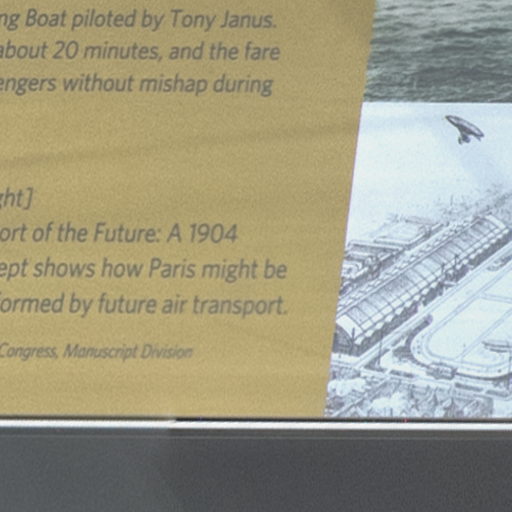 ng Boat piloted by Tony Janus.
about 20 minutes, and the fare
engers without mishap during
ght]
ort of the Future: A 1904
ept shows how Paris might be
formed by future air transport.
Congress, Manuscript Division